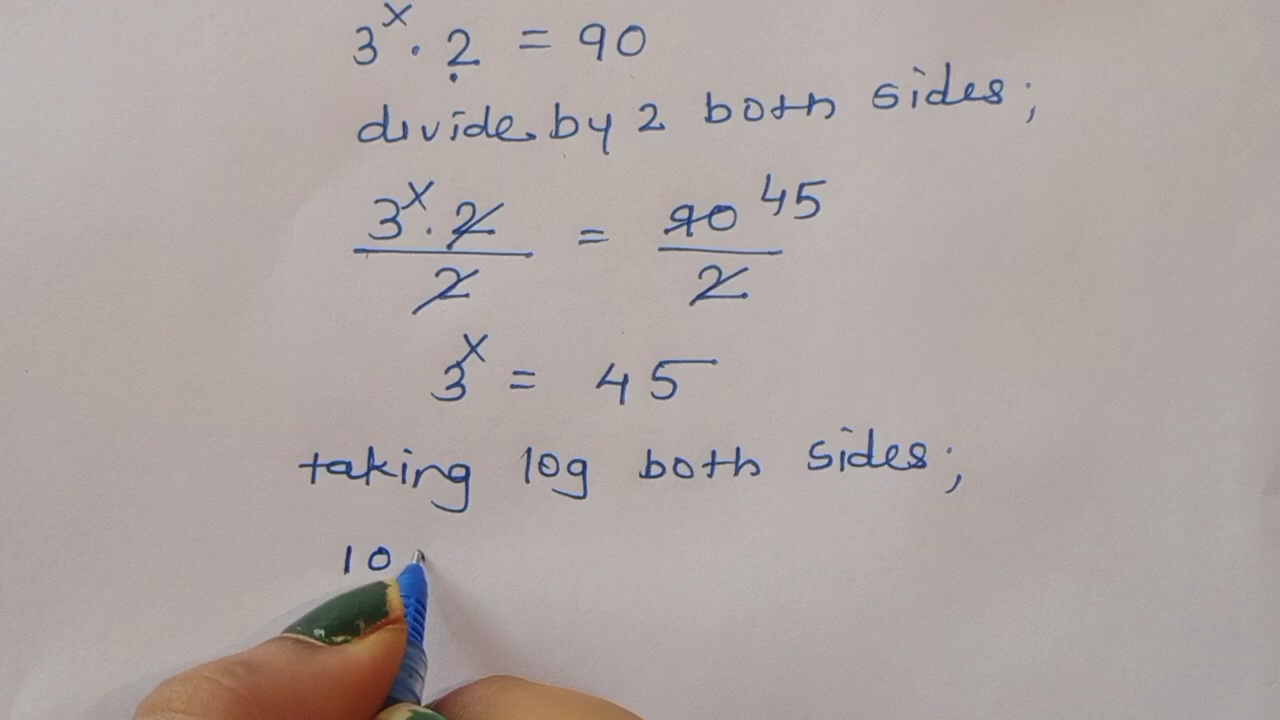 3^x · 2 = 90
divide by 2 both sides;
3^x · 2 / 2 = 90 45 / 2
3^x = 45
taking log both sides;
lo